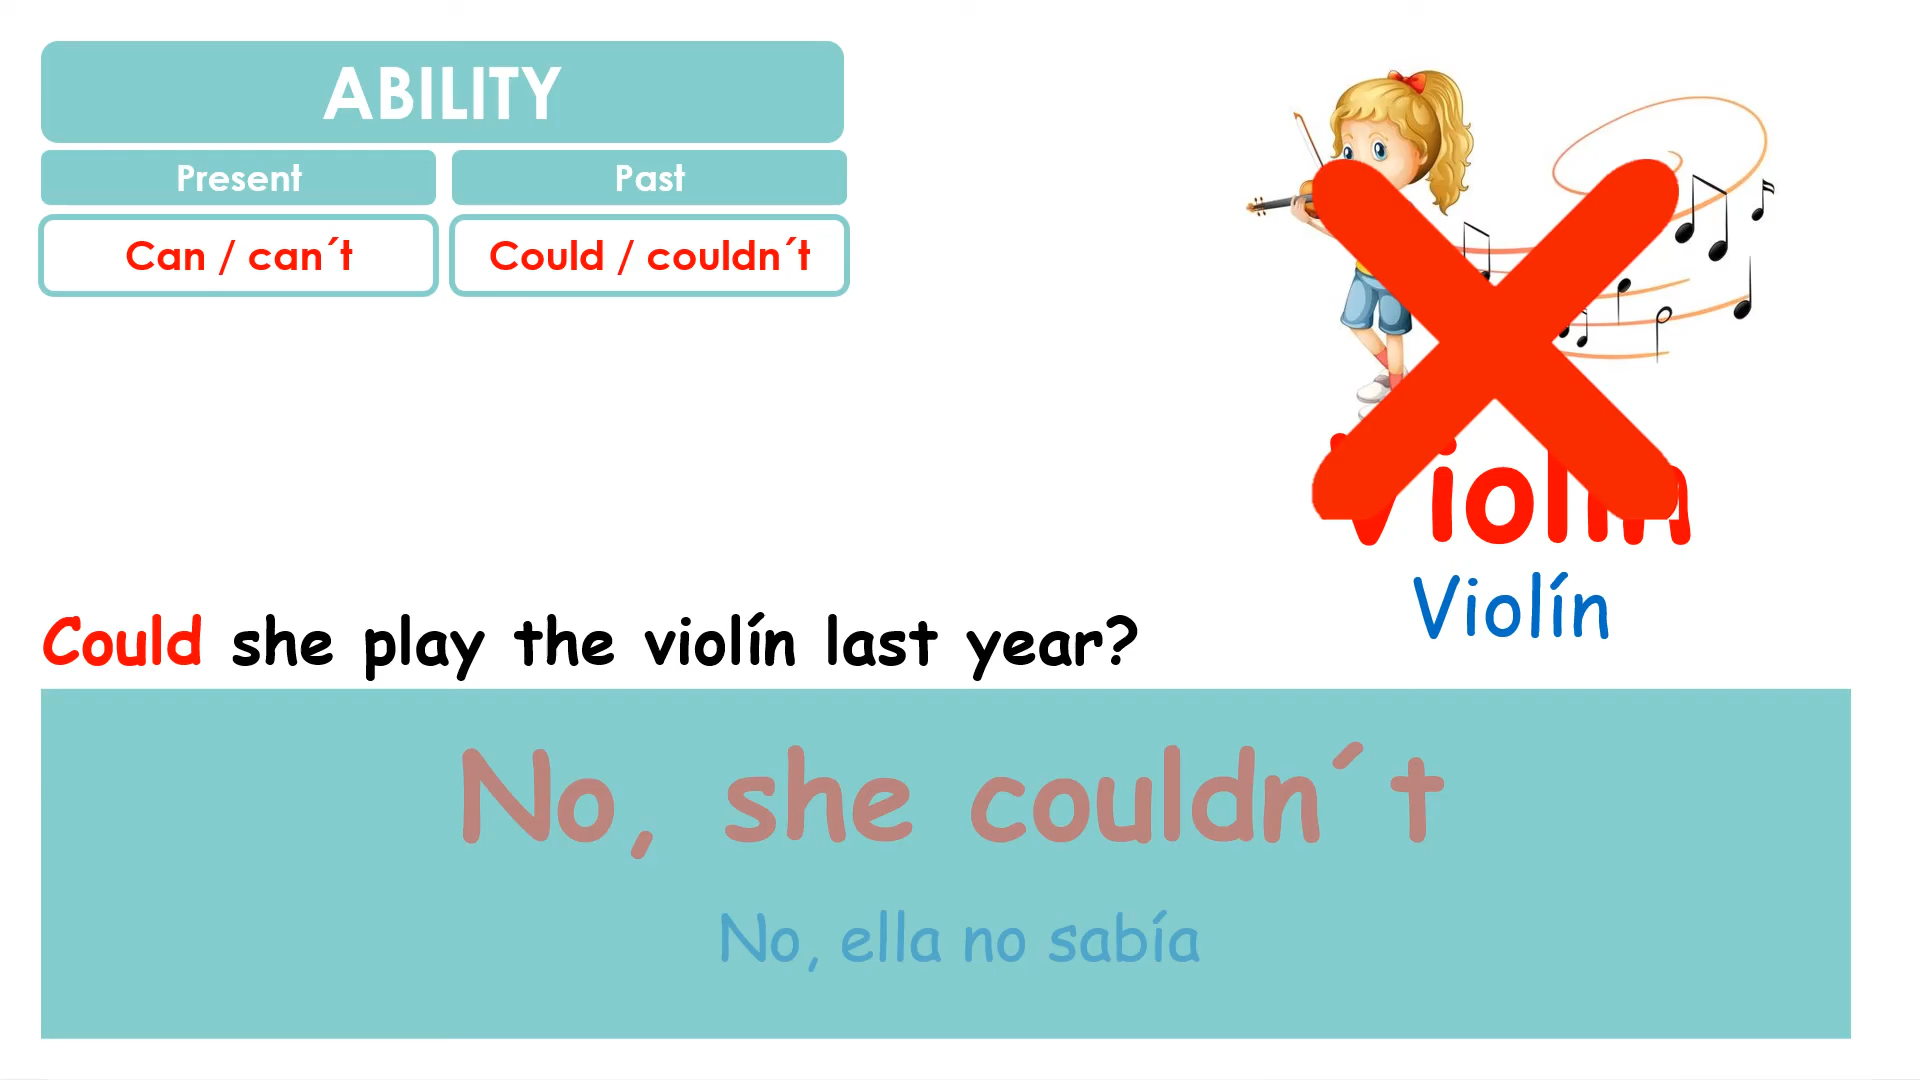 ABILITY
Present
Past
Can / can´t
Could / couldn´t
Violin
Violín
Could she play the violín last year?
No, she couldn´t
No, ella no sabía